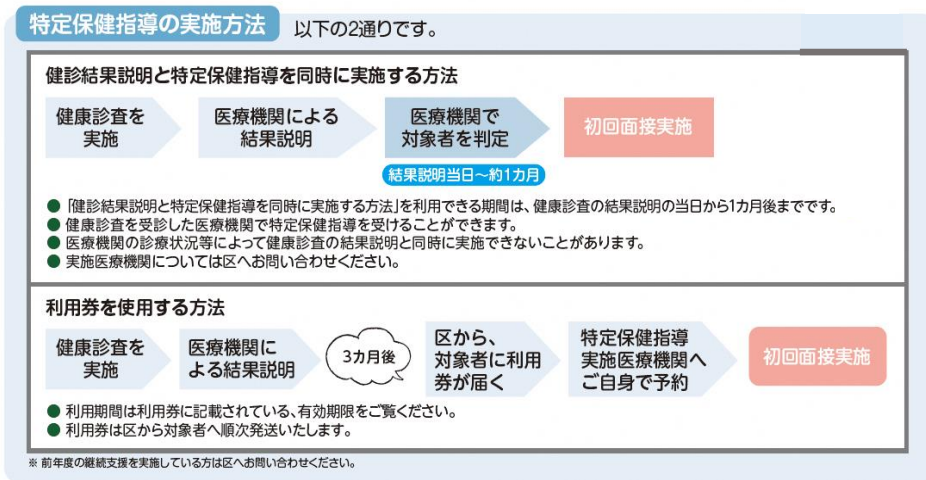 特定保健指導の実施方法 以下の2通りです。
健診結果説明と特定保健指導を同時に実施する方法
健康診査を
実施
医療機関による
結果説明
医療機関で
対象者を判定
初回面接実施
結果説明当日〜約1カ月
● 「健診結果説明と特定保健指導を同時に実施する方法」を利用できる期間は、健康診査の結果説明の当日から1カ月後までです。
● 健康診査を受診した医療機関で特定保健指導を受けることができます。
● 医療機関の診療状況等によって健康診査の結果説明と同時に実施できないことがあります。
● 実施医療機関については区へお問い合わせください。
利用券を使用する方法
健康診査を
実施
医療機関に
よる結果説明
3カ月後
区から、
対象者に利用
券が届く
特定保健指導
実施医療機関へ
ご自身で予約
初回面接実施
● 利用期間は利用券に記載されている、有効期限をご覧ください。
● 利用券は区から対象者へ順次発送いたします。
※ 前年度の継続支援を実施している方は区へお問い合わせください。